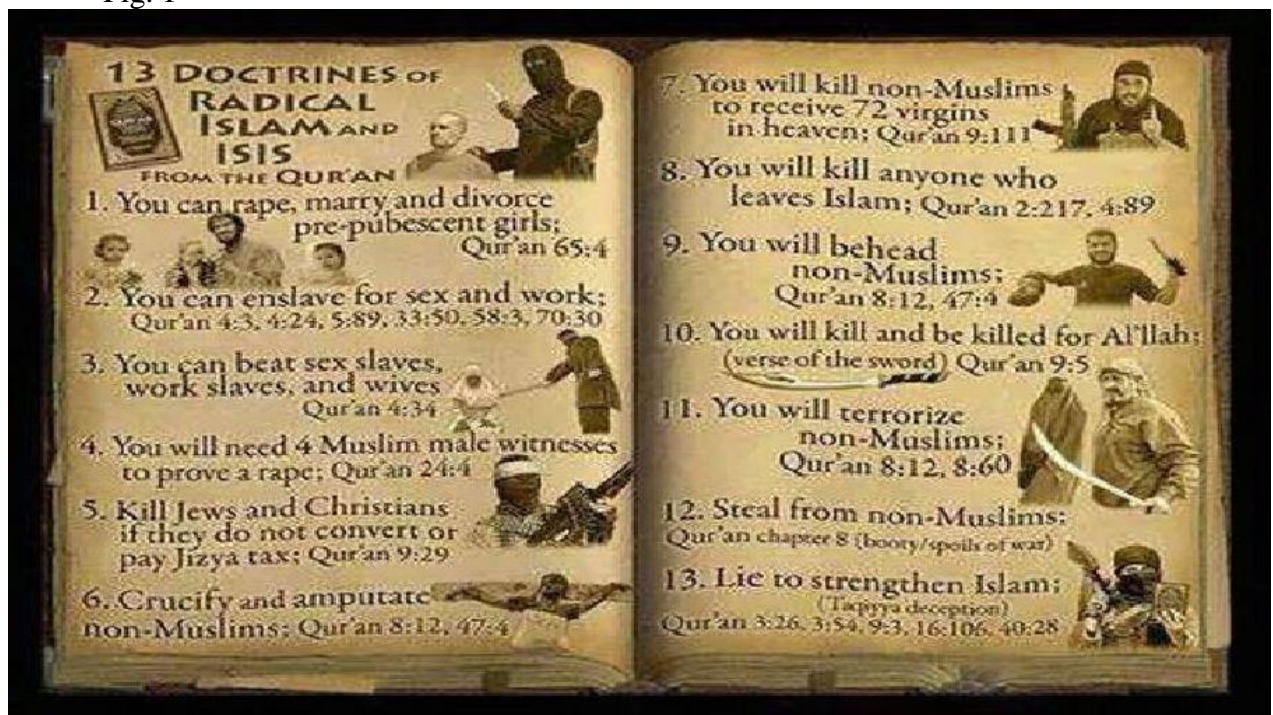 Fig. 1
13 DOCTRINES OF
RADICAL
ISLAM AND
ISIS
FROM THE QUR'AN
1. You can rape, marry and divorce
pre-pubescent girls;
Qur'an 65:4
2. You can enslave for sex and work;
Qur'an 4:3, 4:24, 5:89, 33:50, 58:3, 70:30
3. You can beat sex slaves,
work slaves, and wives
Qur'an 4:34
4. You will need 4 Muslim male witnesses
to prove a rape; Qur'an 24:4
5. Kill Jews and Christians
if they do not convert or
pay Jizya tax; Qur'an 9:29
6. Crucify and amputate
non-Muslims; Qur'an 8:12, 47:4
7. You will kill non-Muslims
to receive 72 virgins
in heaven; Qur'an 9:111
8. You will kill anyone who
leaves Islam; Qur'an 2:217, 4:89
9. You will behead
non-Muslims;
Qur'an 8:12, 47:4
10. You will kill and be killed for Al'llah;
(verse of the sword) Qur'an 9:5
11. You will terrorize
non-Muslims;
Qur'an 8:12, 8:60
12. Steal from non-Muslims;
Qur'an chapter 8 (booty/spoils of war)
13. Lie to strengthen Islam;
(Taqiyya deception)
Qur'an 3:26, 3:54, 9:3, 16:106, 40:28